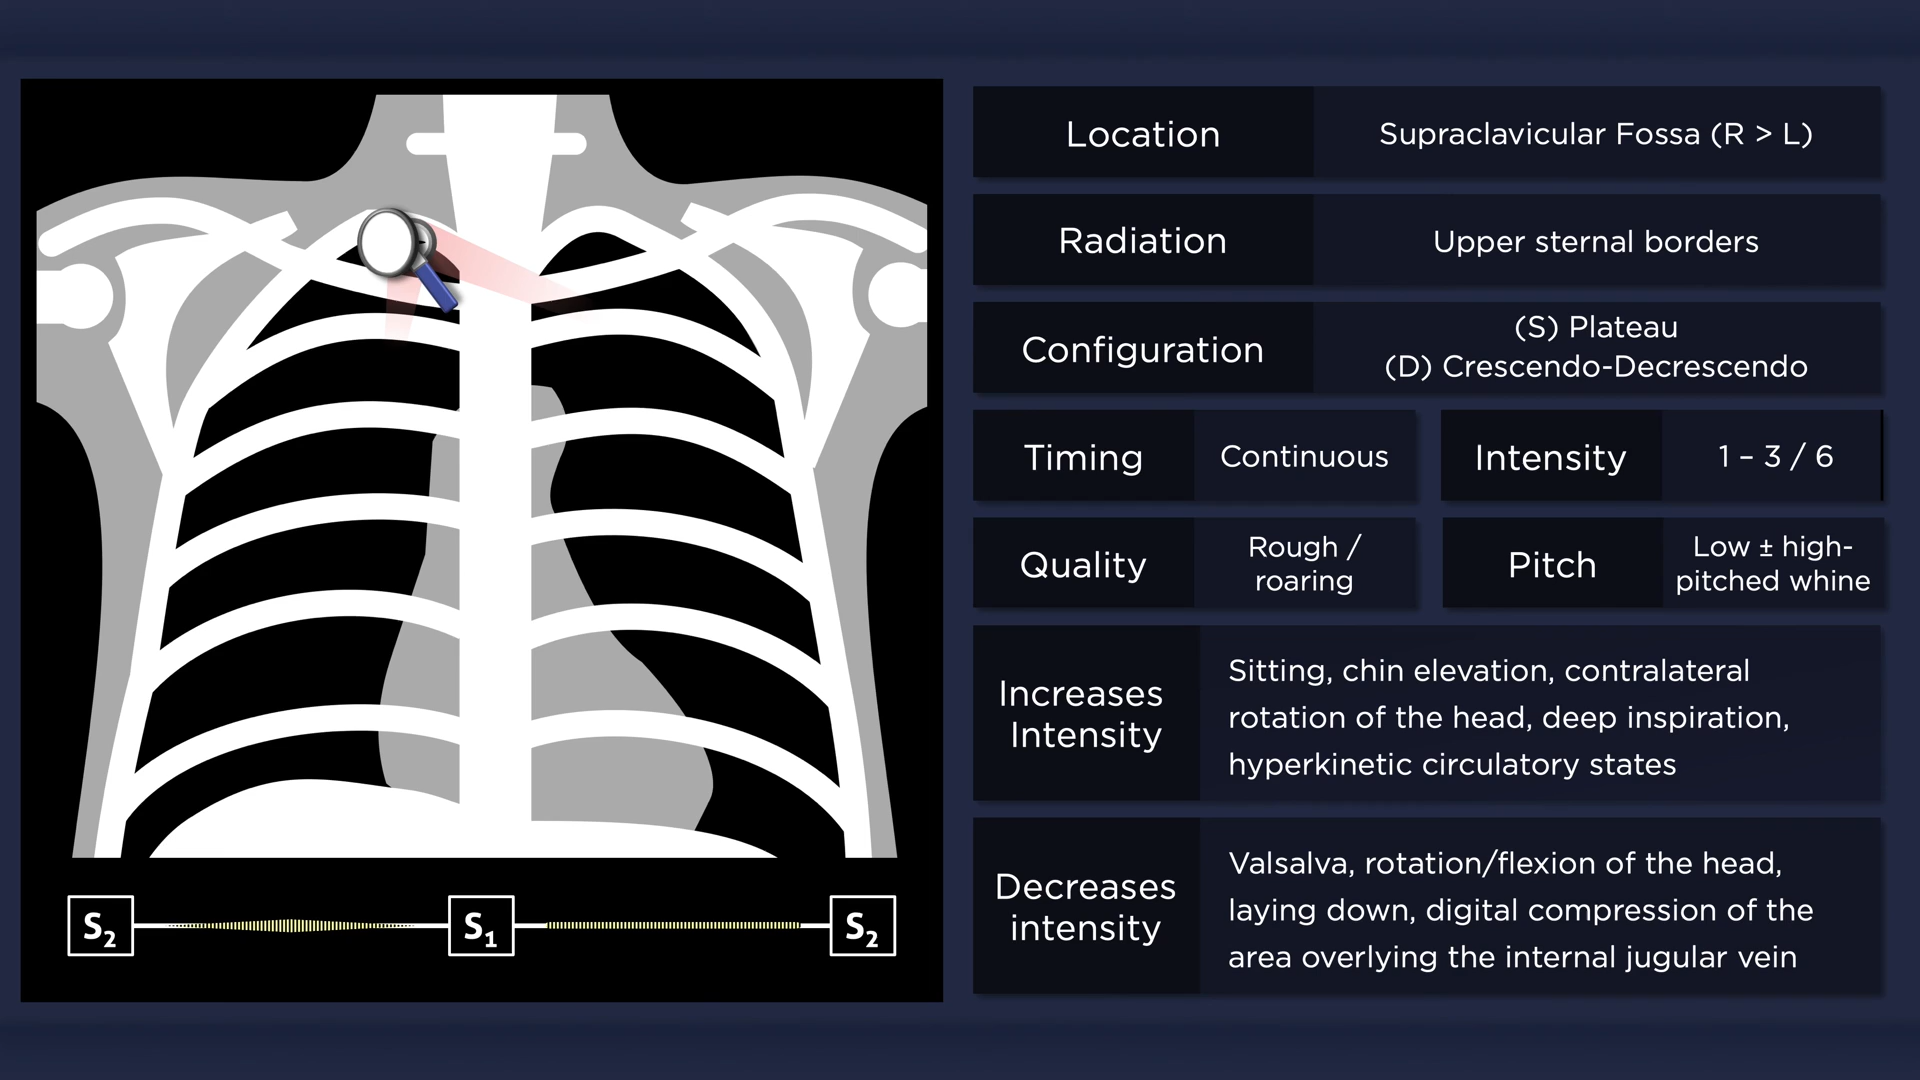 Location
Supraclavicular Fossa (R > L)
Radiation
Upper sternal borders
Configuration
(S) Plateau
(D) Crescendo-Decrescendo
Timing
Continuous
Intensity
1 – 3 / 6
Quality
Rough /
roaring
Pitch
Low ± high-
pitched whine
Increases
Intensity
Sitting, chin elevation, contralateral
rotation of the head, deep inspiration,
hyperkinetic circulatory states
Decreases
intensity
Valsalva, rotation/flexion of the head,
laying down, digital compression of the
area overlying the internal jugular vein
S2
S1
S2